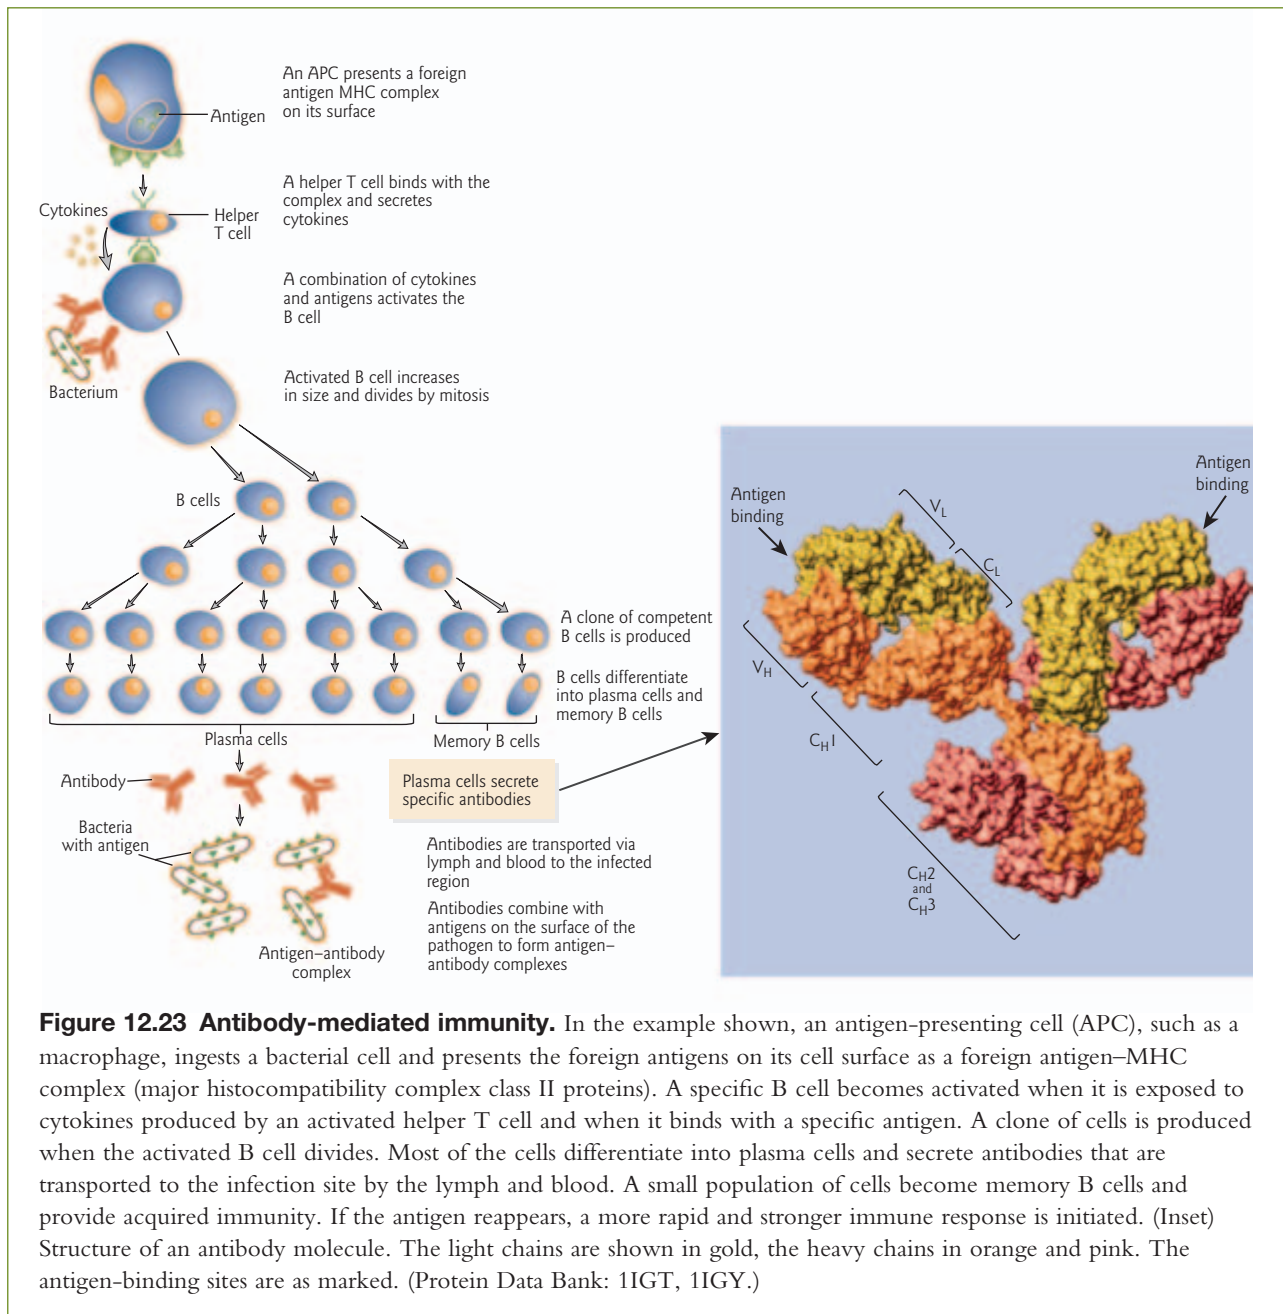 An APC presents a foreign
antigen MHC complex
on its surface
Antigen
A helper T cell binds with the
complex and secretes
cytokines
Cytokines
Helper
T cell
A combination of cytokines
and antigens activates the
B cell
Bacterium
Activated B cell increases
in size and divides by mitosis
B cells
A clone of competent
B cells is produced
B cells differentiate
into plasma cells and
memory B cells
Plasma cells
Memory B cells
Antibody
Plasma cells secrete
specific antibodies
Bacteria
with antigen
Antibodies are transported via
lymph and blood to the infected
region
Antibodies combine with
antigens on the surface of the
pathogen to form antigen–
antibody complexes
Antigen–antibody
complex
Antigen
binding
VL
CL
Antigen
binding
VH
CH1
CH2
and
CH3
Figure 12.23 Antibody-mediated immunity. In the example shown, an antigen-presenting cell (APC), such as a
macrophage, ingests a bacterial cell and presents the foreign antigens on its cell surface as a foreign antigen–MHC
complex (major histocompatibility complex class II proteins). A specific B cell becomes activated when it is exposed to
cytokines produced by an activated helper T cell and when it binds with a specific antigen. A clone of cells is produced
when the activated B cell divides. Most of the cells differentiate into plasma cells and secrete antibodies that are
transported to the infection site by the lymph and blood. A small population of cells become memory B cells and
provide acquired immunity. If the antigen reappears, a more rapid and stronger immune response is initiated. (Inset)
Structure of an antibody molecule. The light chains are shown in gold, the heavy chains in orange and pink. The
antigen-binding sites are as marked. (Protein Data Bank: 1IGT, 1IGY.)